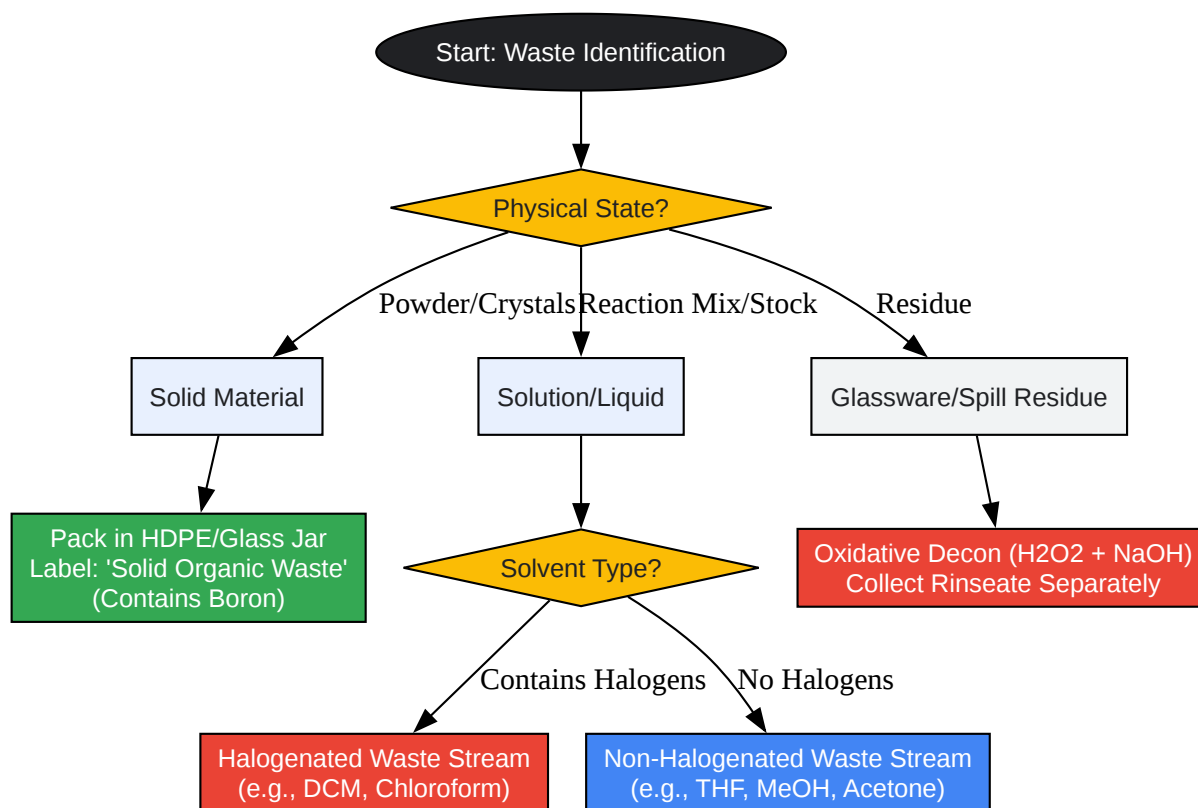 Start: Waste Identification
Physical State?
Powder/Crystals
Reaction Mix/Stock
Residue
Solid Material
Solution/Liquid
Glassware/Spill Residue
Pack in HDPE/Glass Jar
Label: 'Solid Organic Waste'
(Contains Boron)
Solvent Type?
Oxidative Decon (H2O2 + NaOH)
Collect Rinseate Separately
Contains Halogens
No Halogens
Halogenated Waste Stream
(e.g., DCM, Chloroform)
Non-Halogenated Waste Stream
(e.g., THF, MeOH, Acetone)